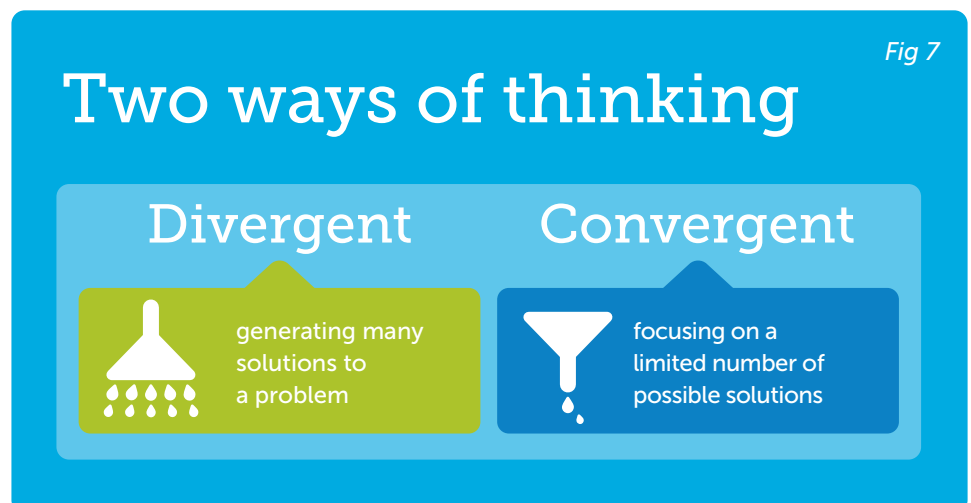 Fig 7
Two ways of thinking
Divergent
generating many
solutions to
a problem
Convergent
focusing on a
limited number of
possible solutions